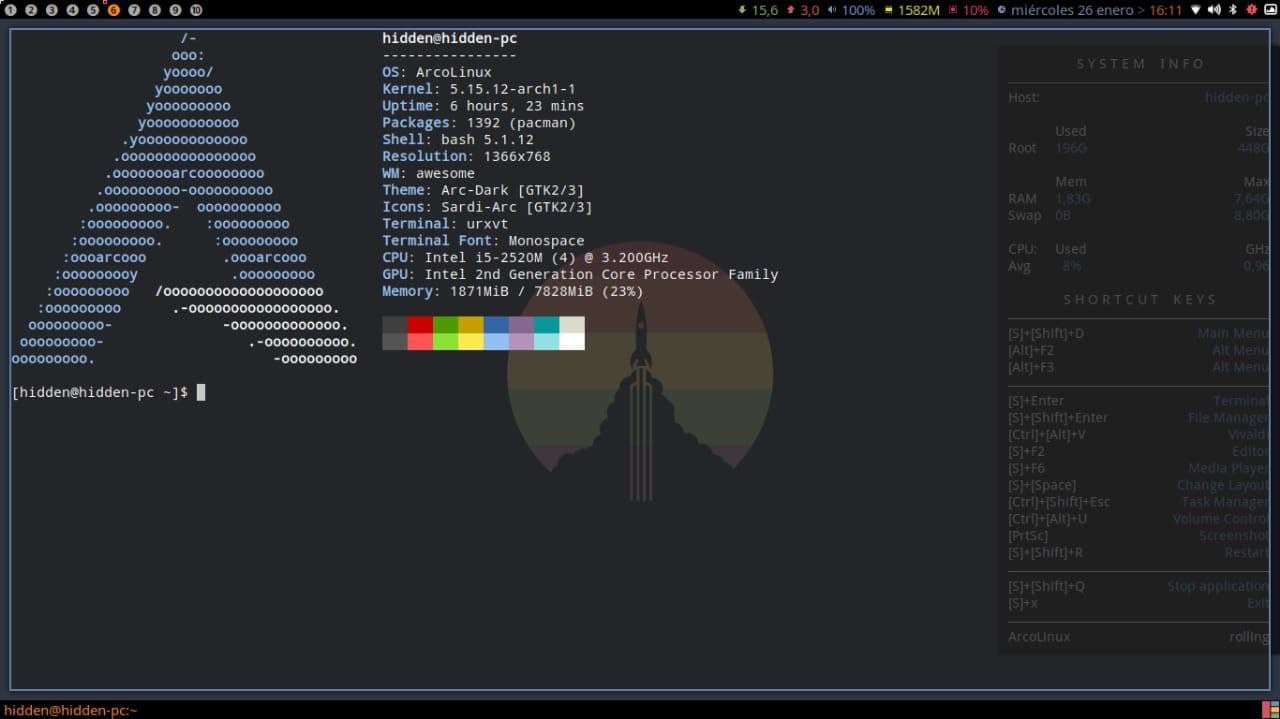 1 2 3 4 5 6 7 8 9 10 15,6 3,0 100% 1582M 10% miércoles 26 enero > 16:11
/-
ooo:
yoooo/
yooooooo
yooooooooo
yooooooooooo
.yooooooooooooo
.oooooooooooooooo
.oooooooarcoooooooo
.ooooooooo-oooooooooo
.ooooooooo-  oooooooooo
:ooooooooo.    :ooooooooo
:ooooooooo.      :ooooooooo
:oooarcooo         .oooarcooo
:ooooooooy           .ooooooooo
:ooooooooo   /ooooooooooooooooooo
:ooooooooo      .-ooooooooooooooooo.
ooooooooo-             -ooooooooooooo.
ooooooooo-                 .-oooooooooo.
ooooooooo.                     -ooooooooo
hidden@hidden-pc
----------------
OS: ArcoLinux
Kernel: 5.15.12-arch1-1
Uptime: 6 hours, 23 mins
Packages: 1392 (pacman)
Shell: bash 5.1.12
Resolution: 1366x768
WM: awesome
Theme: Arc-Dark [GTK2/3]
Icons: Sardi-Arc [GTK2/3]
Terminal: urxvt
Terminal Font: Monospace
CPU: Intel i5-2520M (4) @ 3.200GHz
GPU: Intel 2nd Generation Core Processor Family
Memory: 1871MiB / 7828MiB (23%)
[hidden@hidden-pc ~]$
SYSTEM INFO
Host: hidden-pc
Used Size
Root 196G 448G
Mem Max
RAM 1,83G 7,64G
Swap 0B 8,80G
CPU: Used GHz
Avg 8% 0,96
SHORTCUT KEYS
[S]+[Shift]+D Main Menu
[Alt]+F2 Alt Menu
[Alt]+F3 Alt Menu
[S]+Enter Terminal
[S]+[Shift]+Enter File Manager
[Ctrl]+[Alt]+V Vivaldi
[S]+F2 Editor
[S]+F6 Media Player
[S]+[Space] Change Layout
[Ctrl]+[Shift]+Esc Task Manager
[Ctrl]+[Alt]+U Volume Control
[PrtSc] Screenshot
[S]+[Shift]+R Restart
[S]+[Shift]+Q Stop application
[S]+x Exit
ArcoLinux rolling
hidden@hidden-pc:~